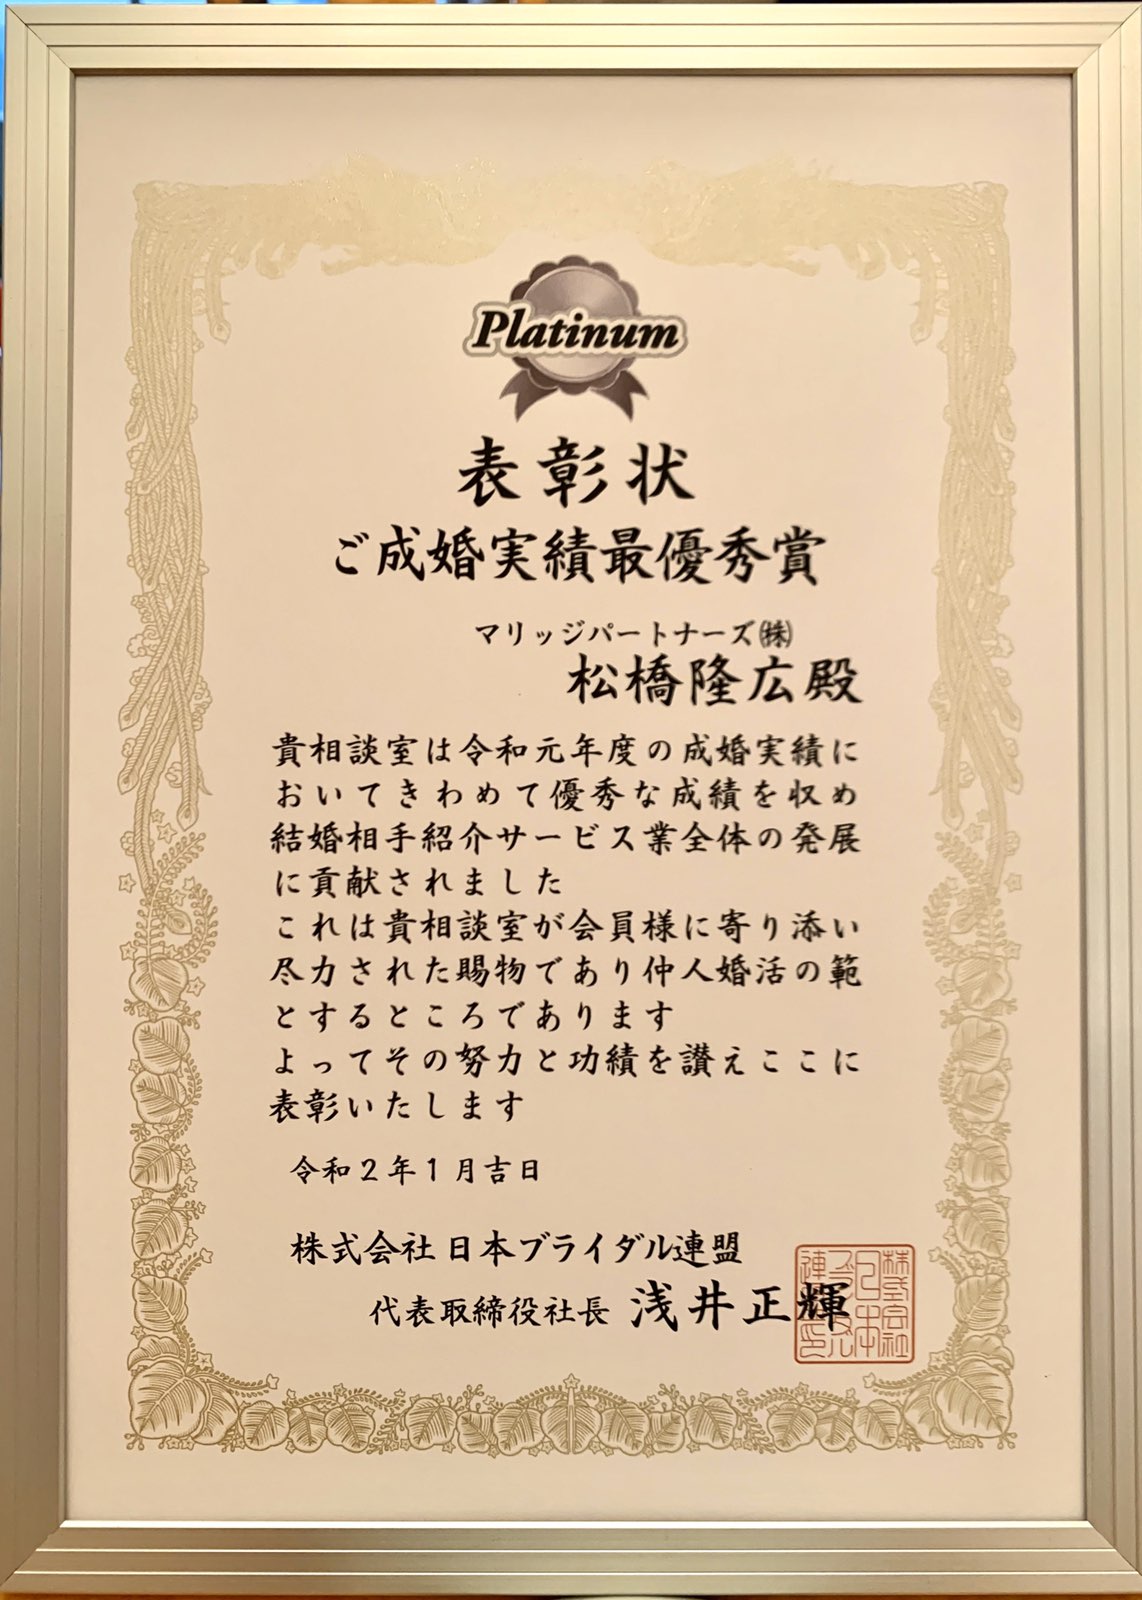 Platinum
表彰状
ご成婚実績最優秀賞
マリッジパートナーズ㈱
松橋隆広殿
貴相談室は令和元年度の成婚実績に
おいてきわめて優秀な成績を収め
結婚相手紹介サービス業全体の発展
に貢献されました
これは貴相談室が会員様に寄り添い
尽力された賜物であり仲人婚活の範
とするところであります
よってその努力と功績を讃えここに
表彰いたします
令和2年1月吉日
株式会社日本ブライダル連盟
代表取締役社長 浅井正輝